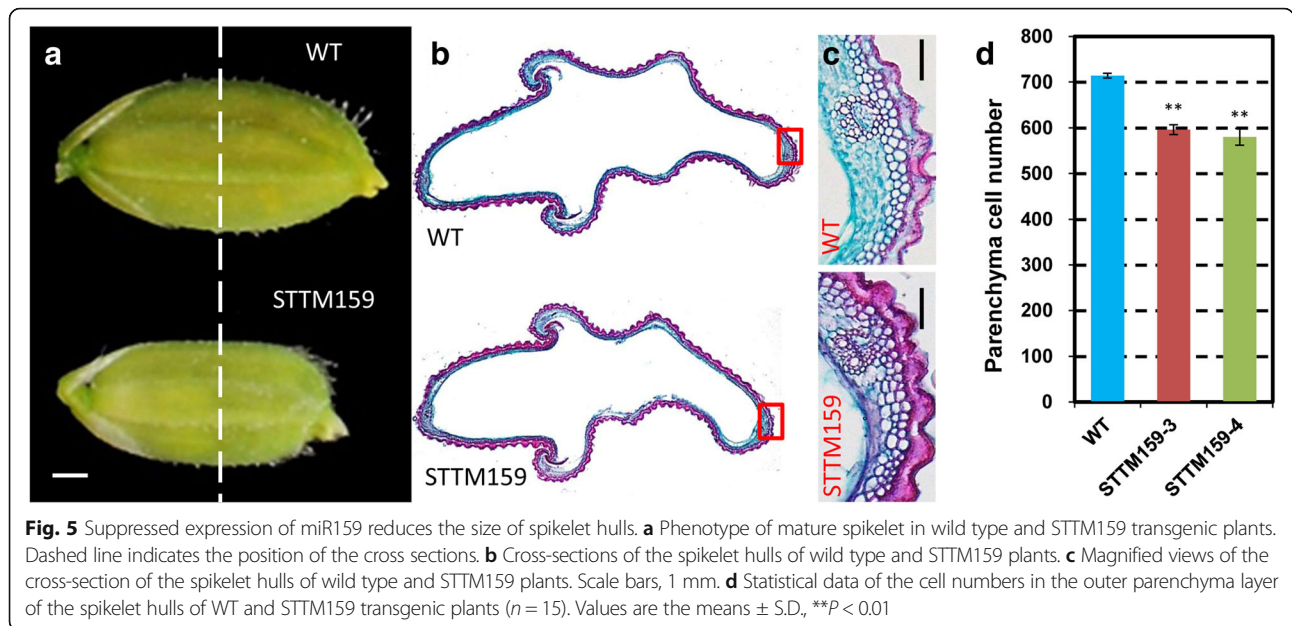 a
WT
STTM159
b
WT
STTM159
c
WT
STTM159
d
Parenchyma cell number
800
700
600
500
400
300
200
100
0
**
**
WT
STTM159-3
STTM159-4
Fig. 5 Suppressed expression of miR159 reduces the size of spikelet hulls. a Phenotype of mature spikelet in wild type and STTM159 transgenic plants.
Dashed line indicates the position of the cross sections. b Cross-sections of the spikelet hulls of wild type and STTM159 plants. c Magnified views of the
cross-section of the spikelet hulls of wild type and STTM159 plants. Scale bars, 1 mm. d Statistical data of the cell numbers in the outer parenchyma layer
of the spikelet hulls of WT and STTM159 transgenic plants (n = 15). Values are the means ± S.D., **P < 0.01